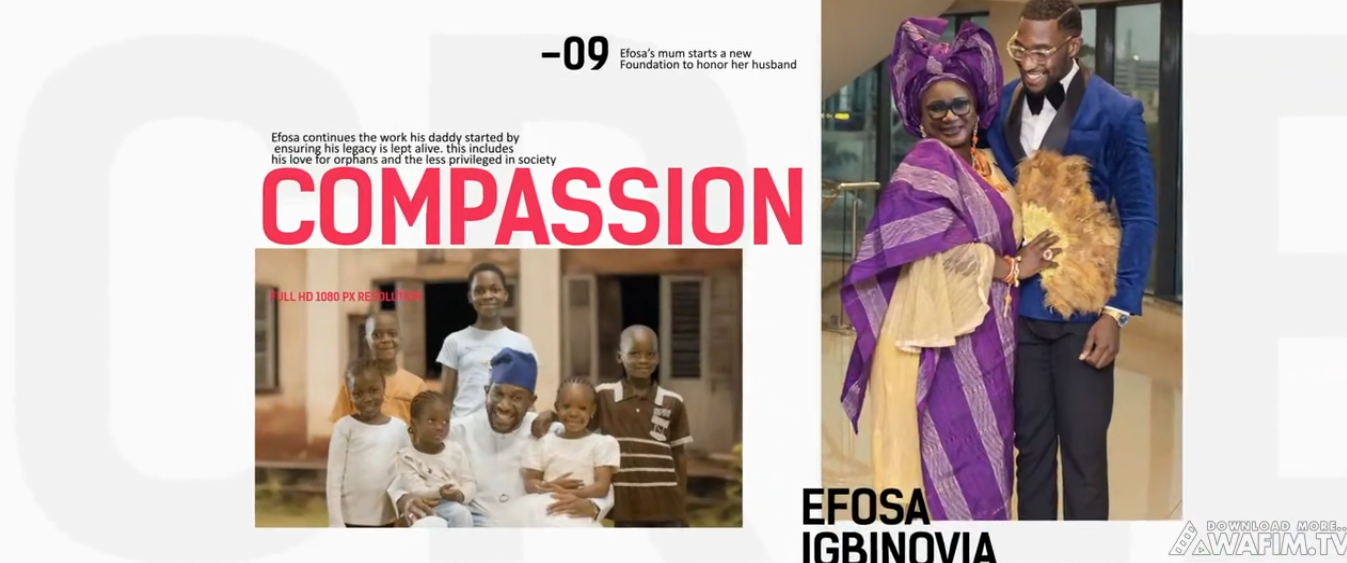 -09
Efosa's mum starts a new
Foundation to honor her husband
Efosa continues the work his daddy started by
ensuring his legacy is lept alive. this includes
his love for orphans and the less privileged in society
COMPASSION
FULL HD 1080 PX RESOLUTION
EFOSA
IGBINOVIA
DOWNLOAD MORE..
AWAFIM.TV